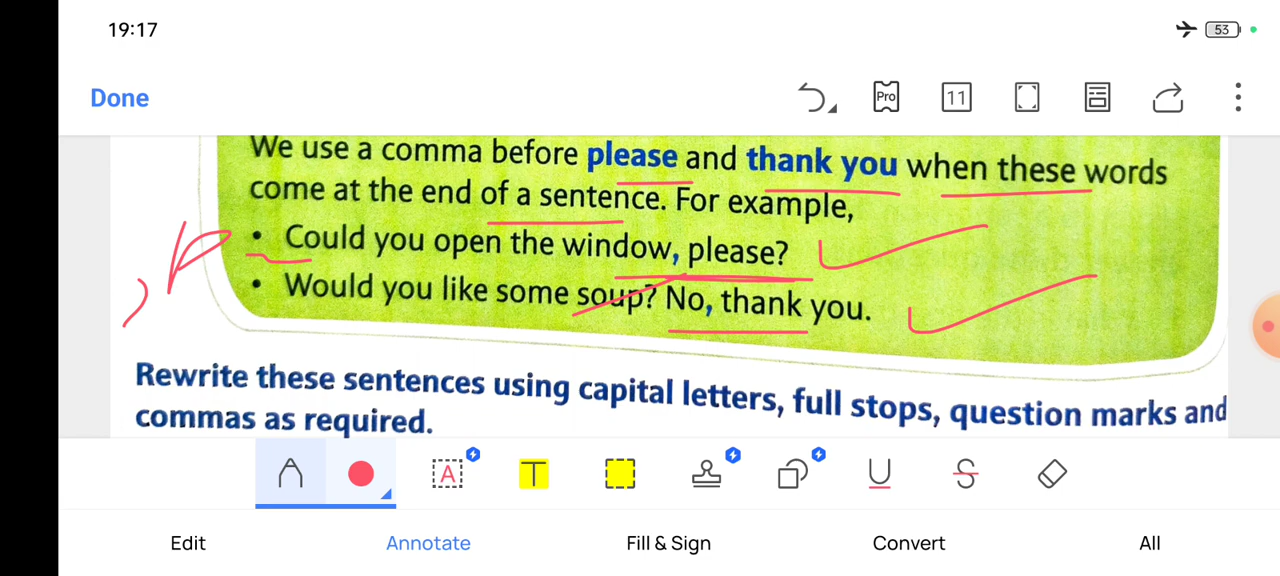 19:17
53
Done
Pro
11
We use a comma before please and thank you when these words
come at the end of a sentence. For example,
• Could you open the window, please?
• Would you like some soup? No, thank you.
Rewrite these sentences using capital letters, full stops, question marks and
commas as required.
A
T
U
S
Edit
Annotate
Fill & Sign
Convert
All